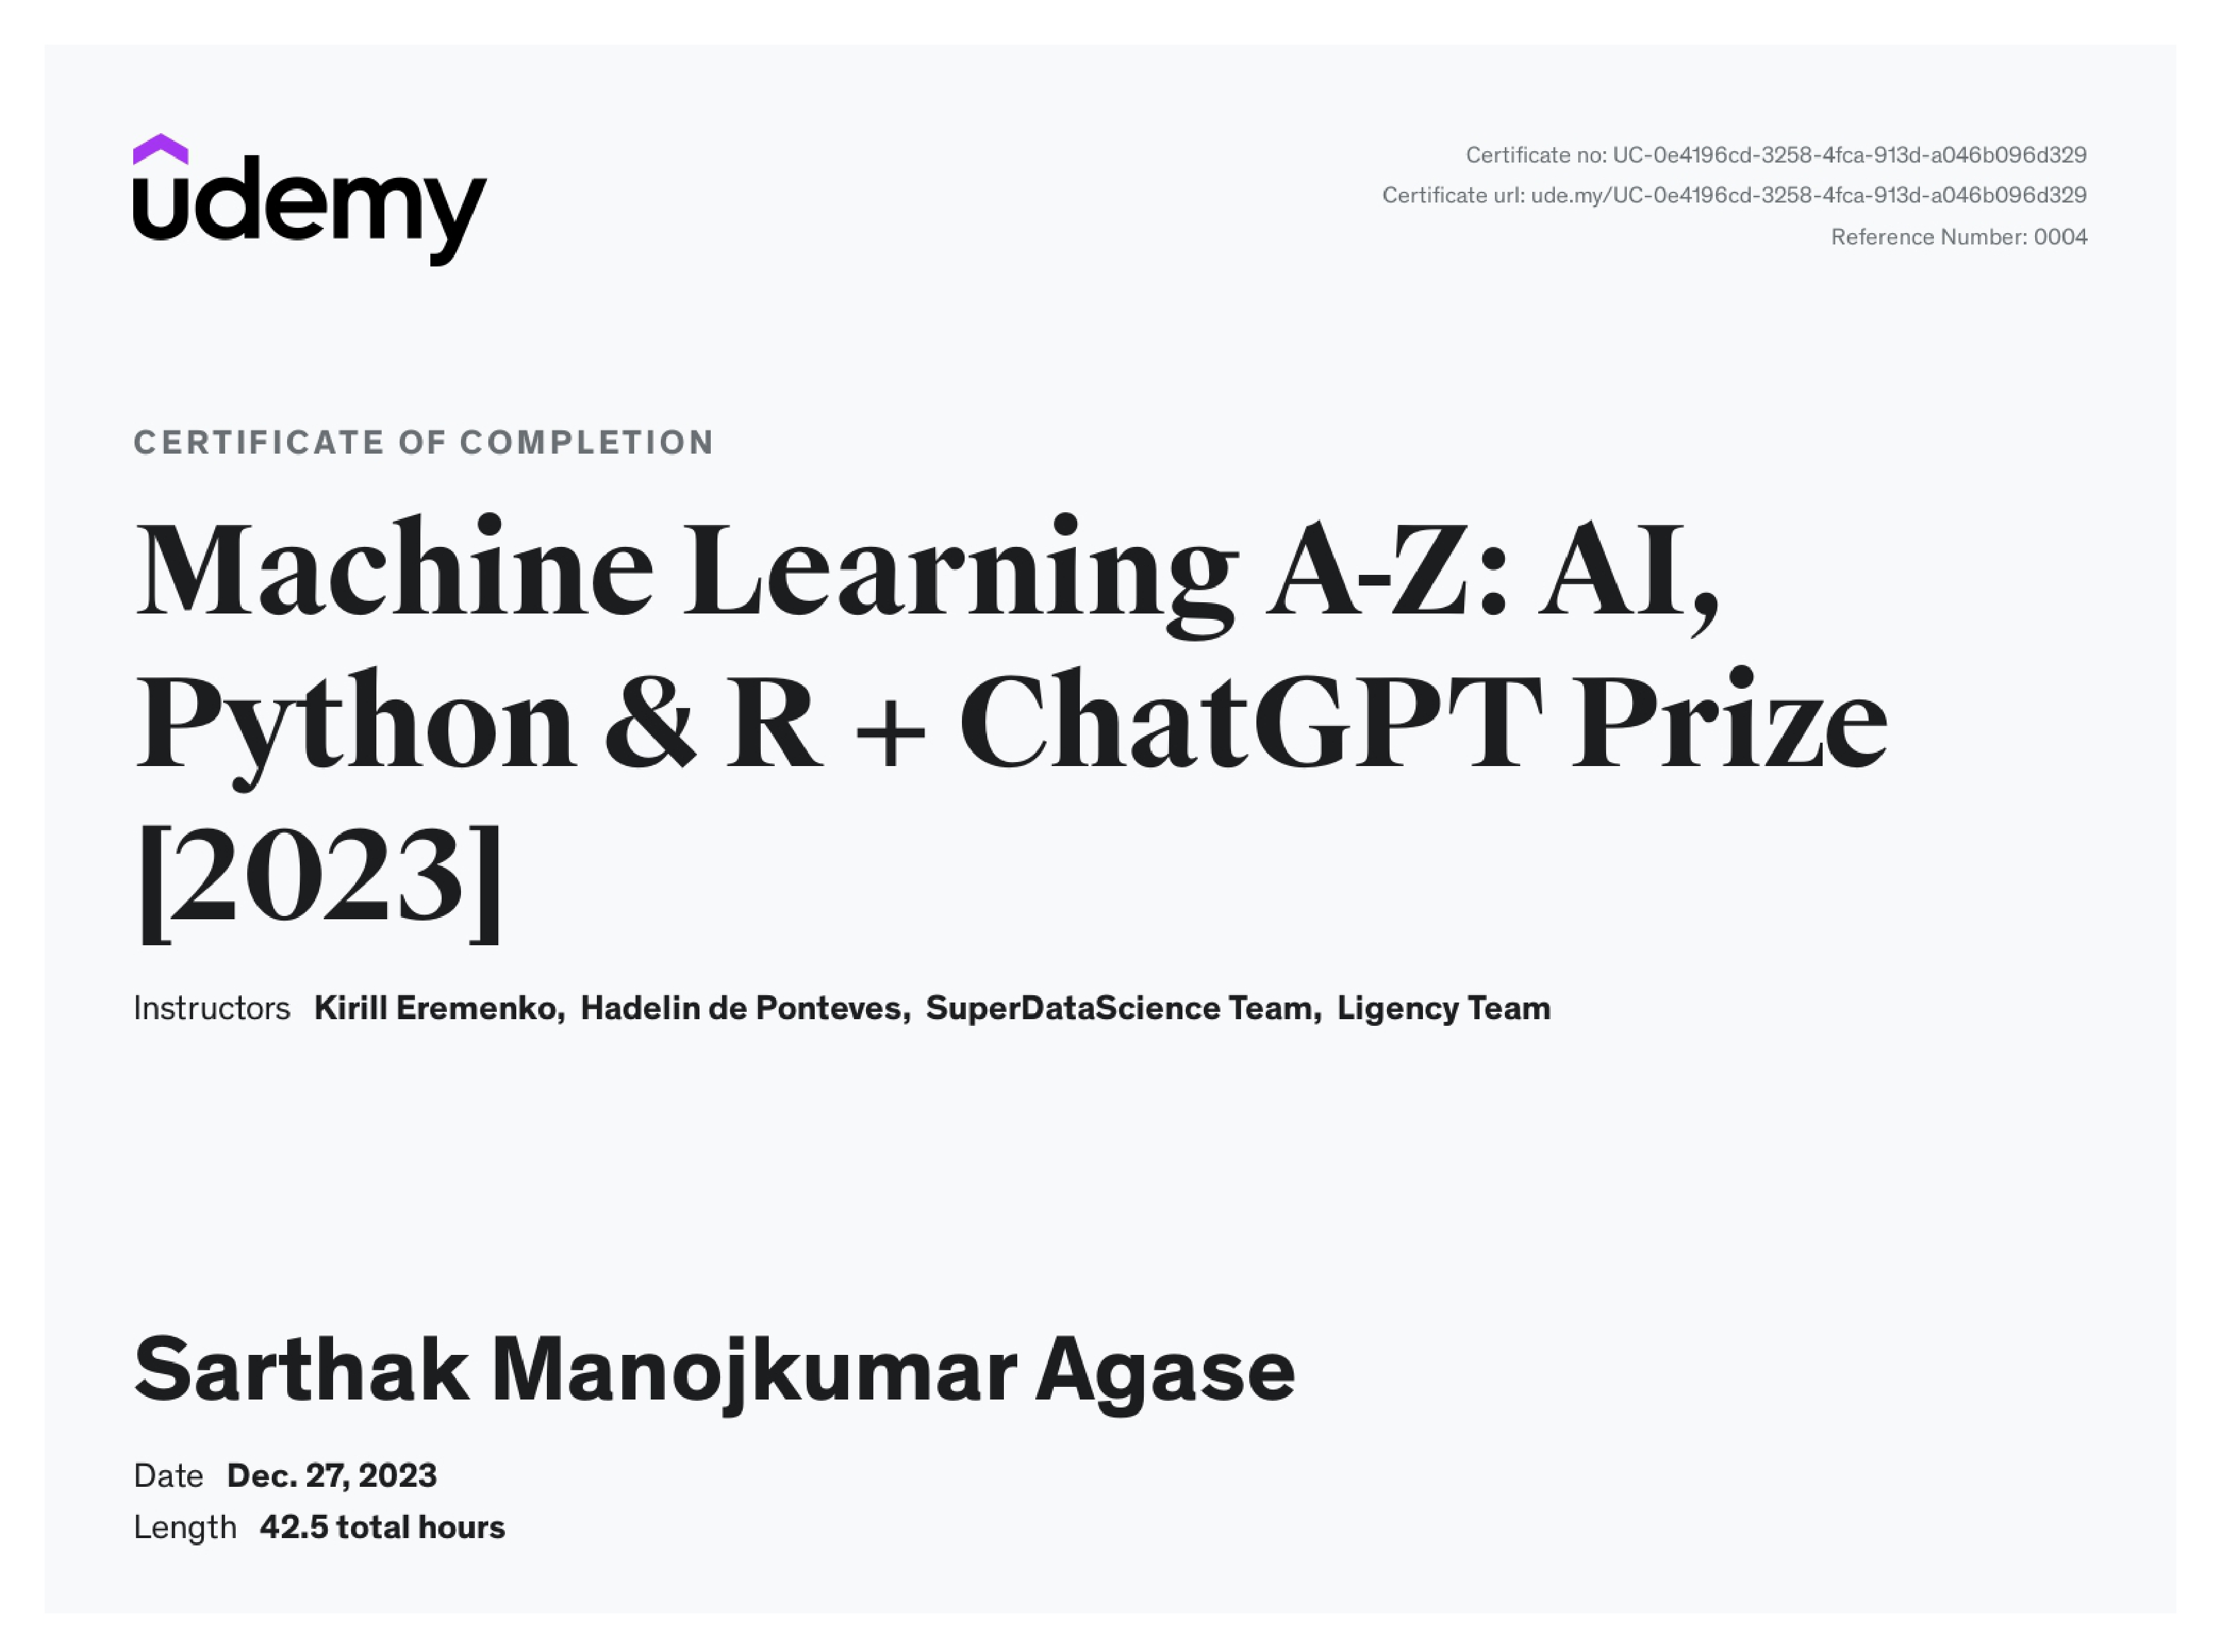 udemy
Certificate no: UC-0e4196cd-3258-4fca-913d-a046b096d329
Certificate url: ude.my/UC-0e4196cd-3258-4fca-913d-a046b096d329
Reference Number: 0004
CERTIFICATE OF COMPLETION
Machine Learning A-Z: AI,
Python & R + ChatGPT Prize
[2023]
Instructors Kirill Eremenko, Hadelin de Ponteves, SuperDataScience Team, Ligency Team
Sarthak Manojkumar Agase
Date Dec. 27, 2023
Length 42.5 total hours